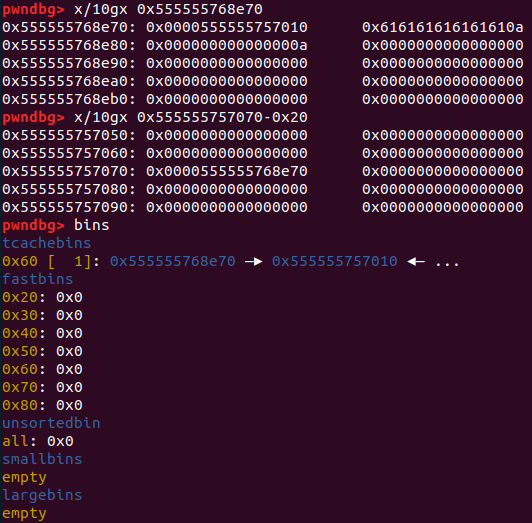 pwndbg> x/10gx 0x555555768e70
0x555555768e70: 0x0000555555757010 0x616161616161610a
0x555555768e80: 0x000000000000000a 0x0000000000000000
0x555555768e90: 0x0000000000000000 0x0000000000000000
0x555555768ea0: 0x0000000000000000 0x0000000000000000
0x555555768eb0: 0x0000000000000000 0x0000000000000000
pwndbg> x/10gx 0x555555757070-0x20
0x555555757050: 0x0000000000000000 0x0000000000000000
0x555555757060: 0x0000000000000000 0x0000000000000000
0x555555757070: 0x0000555555768e70 0x0000000000000000
0x555555757080: 0x0000000000000000 0x0000000000000000
0x555555757090: 0x0000000000000000 0x0000000000000000
pwndbg> bins
tcachebins
0x60 [  1]: 0x555555768e70 —▸ 0x555555757010 ◂— ...
fastbins
0x20: 0x0
0x30: 0x0
0x40: 0x0
0x50: 0x0
0x60: 0x0
0x70: 0x0
0x80: 0x0
unsortedbin
all: 0x0
smallbins
empty
largebins
empty